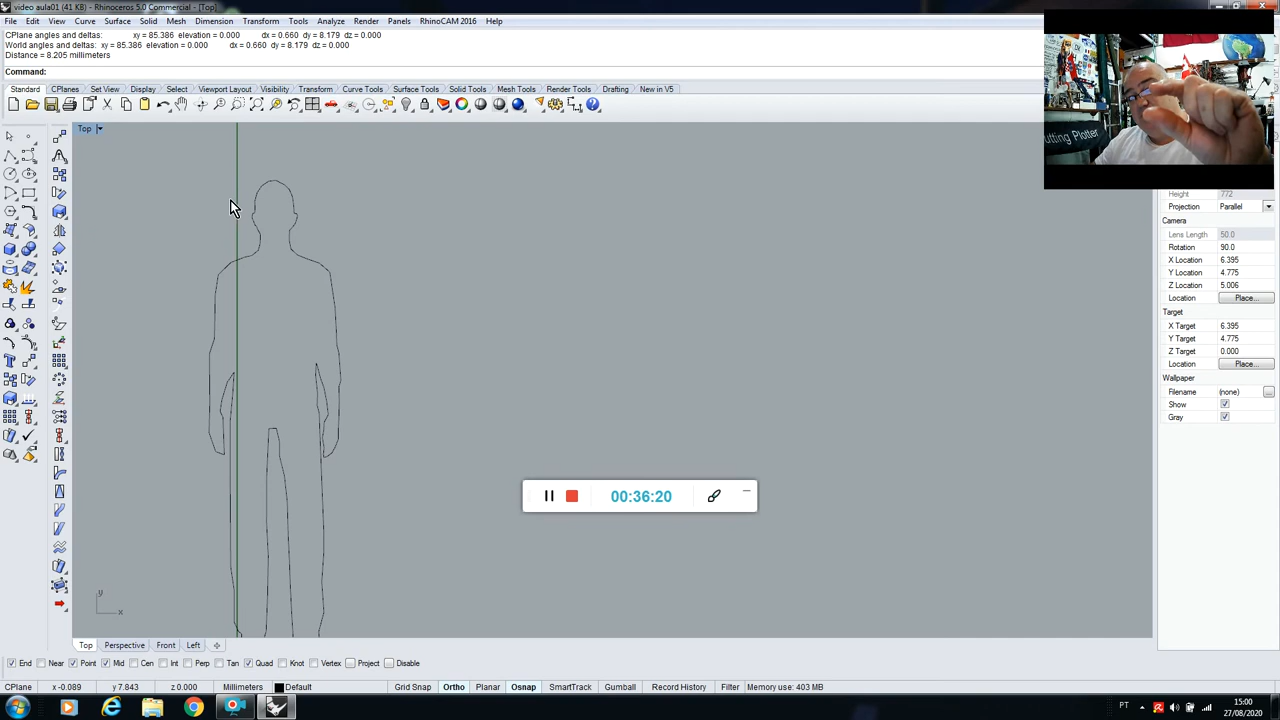 video aula01 (41 KB) - Rhinoceros 5.0 Commercial - [Top]
File Edit View Curve Surface Solid Mesh Dimension Transform Tools Analyze Render Panels RhinoCAM 2016 Help
CPlane angles and deltas: xy = 85.386 elevation = 0.000 dx = 0.660 dy = 8.179 dz = 0.000
World angles and deltas: xy = 85.386 elevation = 0.000 dx = 0.660 dy = 8.179 dz = 0.000
Distance = 8.205 millimeters
Command:
Standard CPlanes Set View Display Select Viewport Layout Visibility Transform Curve Tools Surface Tools Solid Tools Mesh Tools Render Tools Drafting New in V5
Top
Cutting Plotter
Height 772
Projection Parallel
Camera
Lens Length 50.0
Rotation 90.0
X Location 6.395
Y Location 4.775
Z Location 5.006
Location Place...
Target
X Target 6.395
Y Target 4.775
Z Target 0.000
Location Place...
Wallpaper
Filename (none) ...
Show
Gray
00:36:20
y
x
Top Perspective Front Left
End Near Point Mid Cen Int Perp Tan Quad Knot Vertex Project Disable
CPlane x -0.089 y 7.843 z 0.000 Millimeters Default Grid Snap Ortho Planar Osnap SmartTrack Gumball Record History Filter Memory use: 403 MB
PT 15:00
27/08/2020